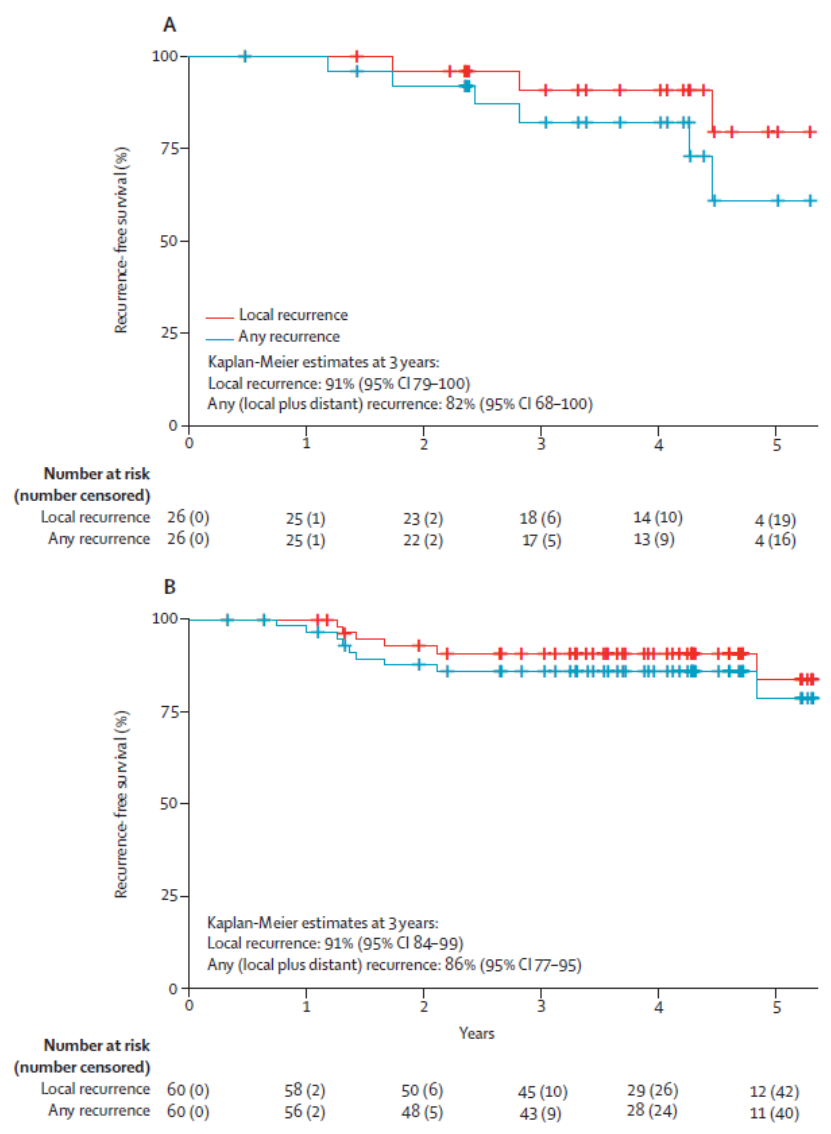 A
Recurrence-free survival (%)
100
75
50
25
0
Local recurrence
Any recurrence
Kaplan-Meier estimates at 3 years:
Local recurrence: 91% (95% CI 79–100)
Any (local plus distant) recurrence: 82% (95% CI 68–100)
0 1 2 3 4 5
Number at risk
(number censored)
Local recurrence 26 (0) 25 (1) 23 (2) 18 (6) 14 (10) 4 (19)
Any recurrence 26 (0) 25 (1) 22 (2) 17 (5) 13 (9) 4 (16)
B
Recurrence-free survival (%)
100
75
50
25
0
Kaplan-Meier estimates at 3 years:
Local recurrence: 91% (95% CI 84–99)
Any (local plus distant) recurrence: 86% (95% CI 77–95)
0 1 2 3 4 5
Years
Number at risk
(number censored)
Local recurrence 60 (0) 58 (2) 50 (6) 45 (10) 29 (26) 12 (42)
Any recurrence 60 (0) 56 (2) 48 (5) 43 (9) 28 (24) 11 (40)